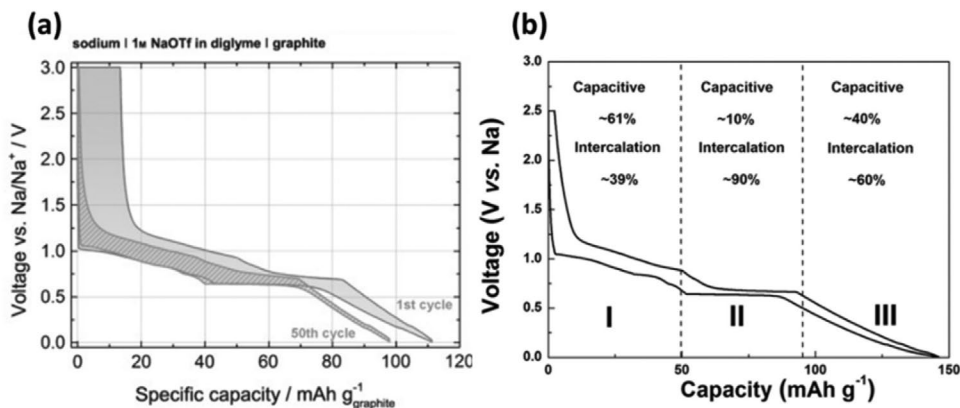 (a)
sodium | 1M NaOTf in diglyme | graphite
Voltage vs. Na/Na+ / V
3.0
2.5
2.0
1.5
1.0
0.5
0.0
1st cycle
50th cycle
0 20 40 60 80 100 120
Specific capacity / mAh g-1 graphite
(b)
Voltage (V vs. Na)
3.0
2.5
2.0
1.5
1.0
0.5
0.0
Capacitive Capacitive Capacitive
~61% ~10% ~40%
Intercalation Intercalation Intercalation
~39% ~90% ~60%
I II III
0 50 100 150
Capacity (mAh g-1)